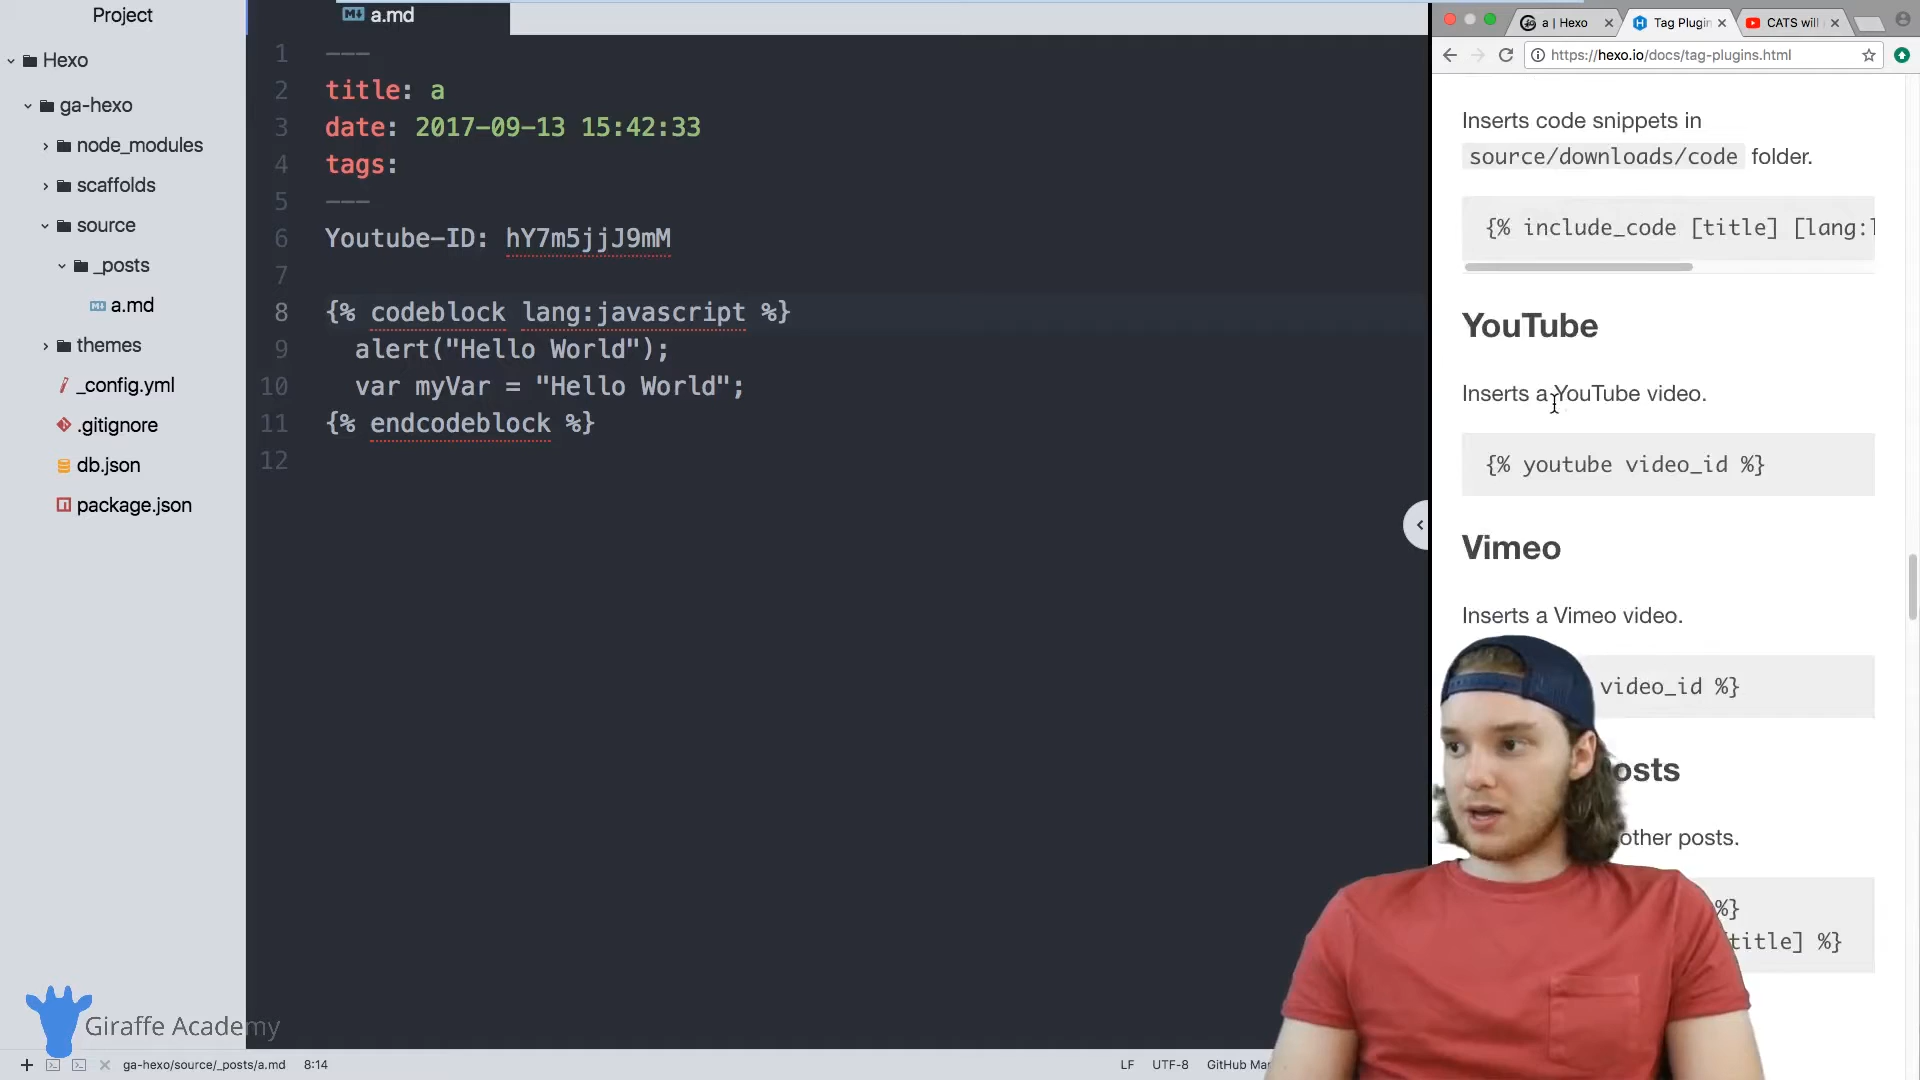 Project
Hexo
ga-hexo
node_modules
scaffolds
source
_posts
a.md
themes
_config.yml
.gitignore
db.json
package.json
Giraffe Academy
a.md
1 ---
2 title: a
3 date: 2017-09-13 15:42:33
4 tags:
5 ---
6 Youtube-ID: hY7m5jjJ9mM
7
8 {% codeblock lang:javascript %}
9 alert("Hello World");
10 var myVar = "Hello World";
11 {% endcodeblock %}
12
ga-hexo/source/_posts/a.md 8:14
LF UTF-8 GitHub Mar
a | Hexo
Tag Plugin
CATS will
https://hexo.io/docs/tag-plugins.html
Inserts code snippets in
source/downloads/code folder.
{% include_code [title] [lang:l
YouTube
Inserts a YouTube video.
{% youtube video_id %}
Vimeo
Inserts a Vimeo video.
video_id %}
osts
other posts.
%}
title] %}